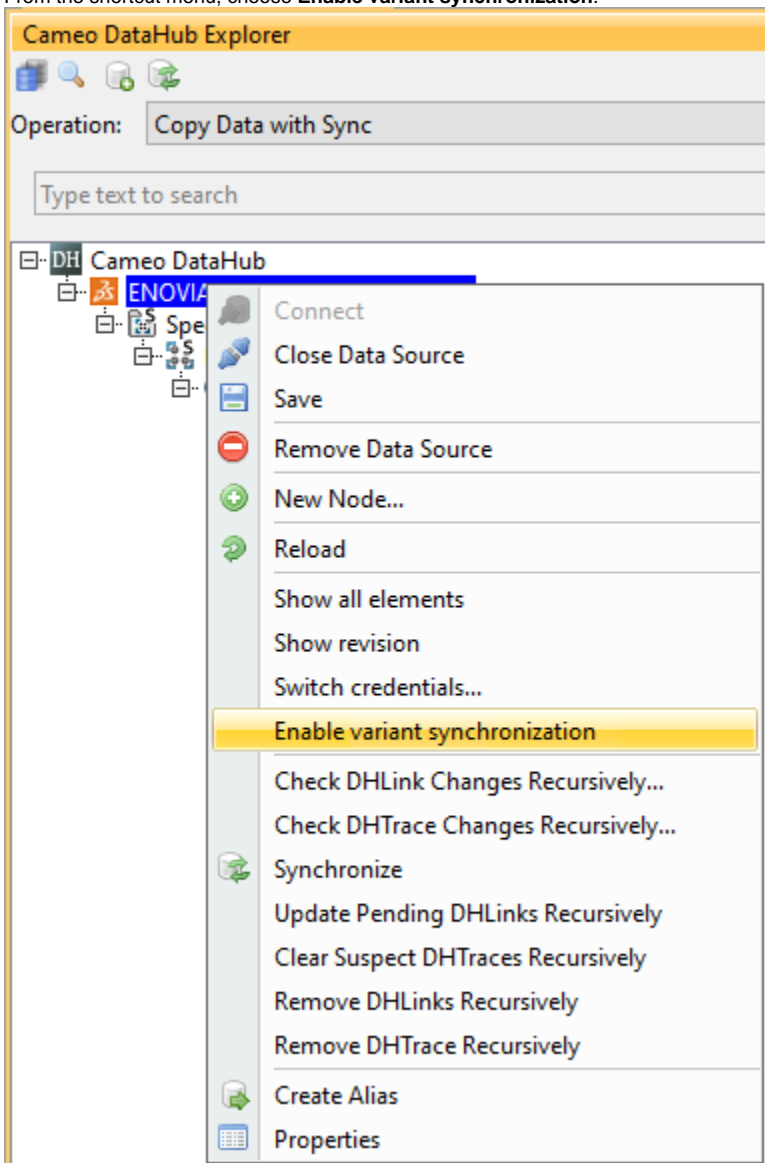 From the shortcut menu, choose Enable variant synchronization.
Cameo DataHub Explorer
Operation: Copy Data with Sync
Type text to search
DH Cameo DataHub
ENOVIA
Spe
Connect
Close Data Source
Save
Remove Data Source
New Node...
Reload
Show all elements
Show revision
Switch credentials...
Enable variant synchronization
Check DHLink Changes Recursively...
Check DHTrace Changes Recursively...
Synchronize
Update Pending DHLinks Recursively
Clear Suspect DHTraces Recursively
Remove DHLinks Recursively
Remove DHTrace Recursively
Create Alias
Properties